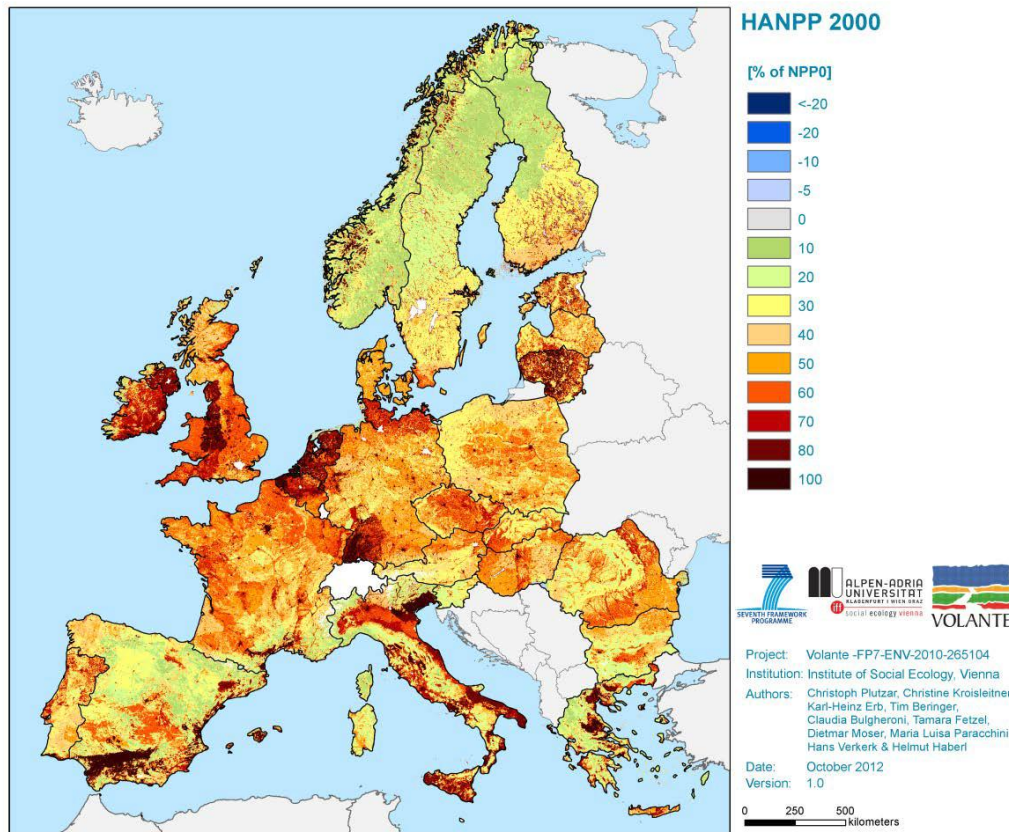 HANPP 2000
[% of NPP0]
<-20
-20
-10
-5
0
10
20
30
40
50
60
70
80
100
SEVENTH FRAMEWORK
PROGRAMME
ALPEN-ADRIA
UNIVERSITÄT
KLAGENFURT I WIEN GRAZ
iff
social ecology vienna
VOLANTE
Project: Volante -FP7-ENV-2010-265104
Institution: Institute of Social Ecology, Vienna
Authors: Christoph Plutzar, Christine Kroisleitner,
Karl-Heinz Erb, Tim Beringer,
Claudia Bulgheroni, Tamara Fetzel,
Dietmar Moser, Maria Luisa Paracchini
Hans Verkerk & Helmut Haberl
Date: October 2012
Version: 1.0
0 250 500
kilometers